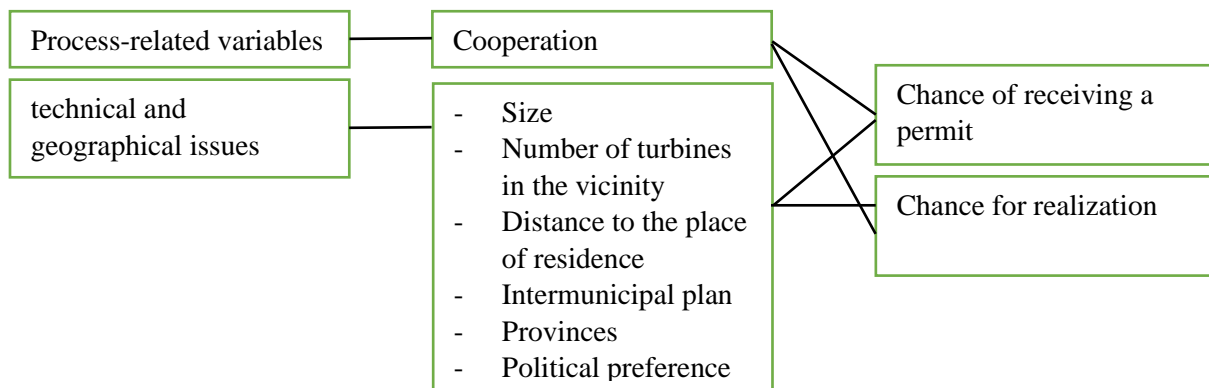 Process-related variables
technical and
geographical issues
Cooperation
- Size
- Number of turbines
in the vicinity
- Distance to the place
of residence
- Intermunicipal plan
- Provinces
- Political preference
Chance of receiving a
permit
Chance for realization